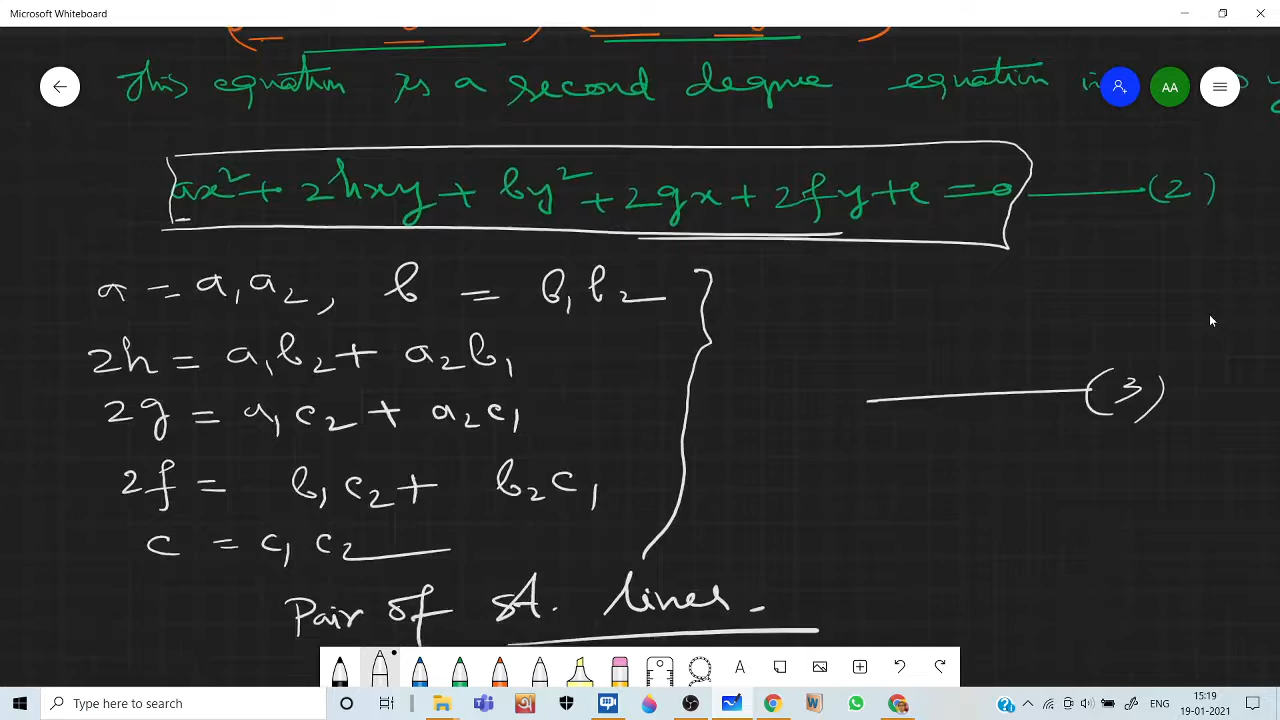 Microsoft Whiteboard
This equation is a second degree equation in
AA
ax² + 2hxy + by² + 2gx + 2fy + c = 0 ——— (2)
a = a₁a₂, b = b₁b₂
2h = a₁b₂ + a₂b₁
2g = a₁c₂ + a₂c₁
——— (3)
2f = b₁c₂ + b₂c₁
c = c₁c₂
Pair of st. lines.
A
Type here to search
ENG
15:19
19-01-2021